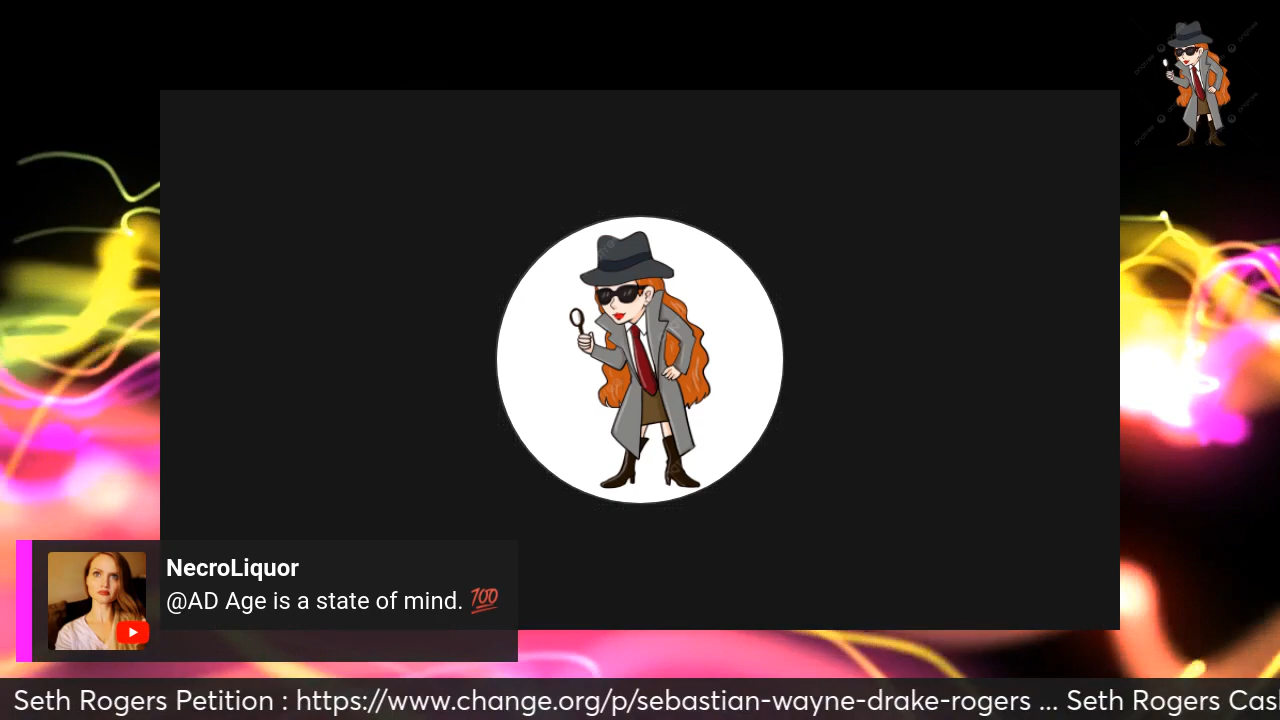 NecroLiquor
@AD Age is a state of mind. 💯
Seth Rogers Petition : https://www.change.org/p/sebastian-wayne-drake-rogers ... Seth Rogers Cas